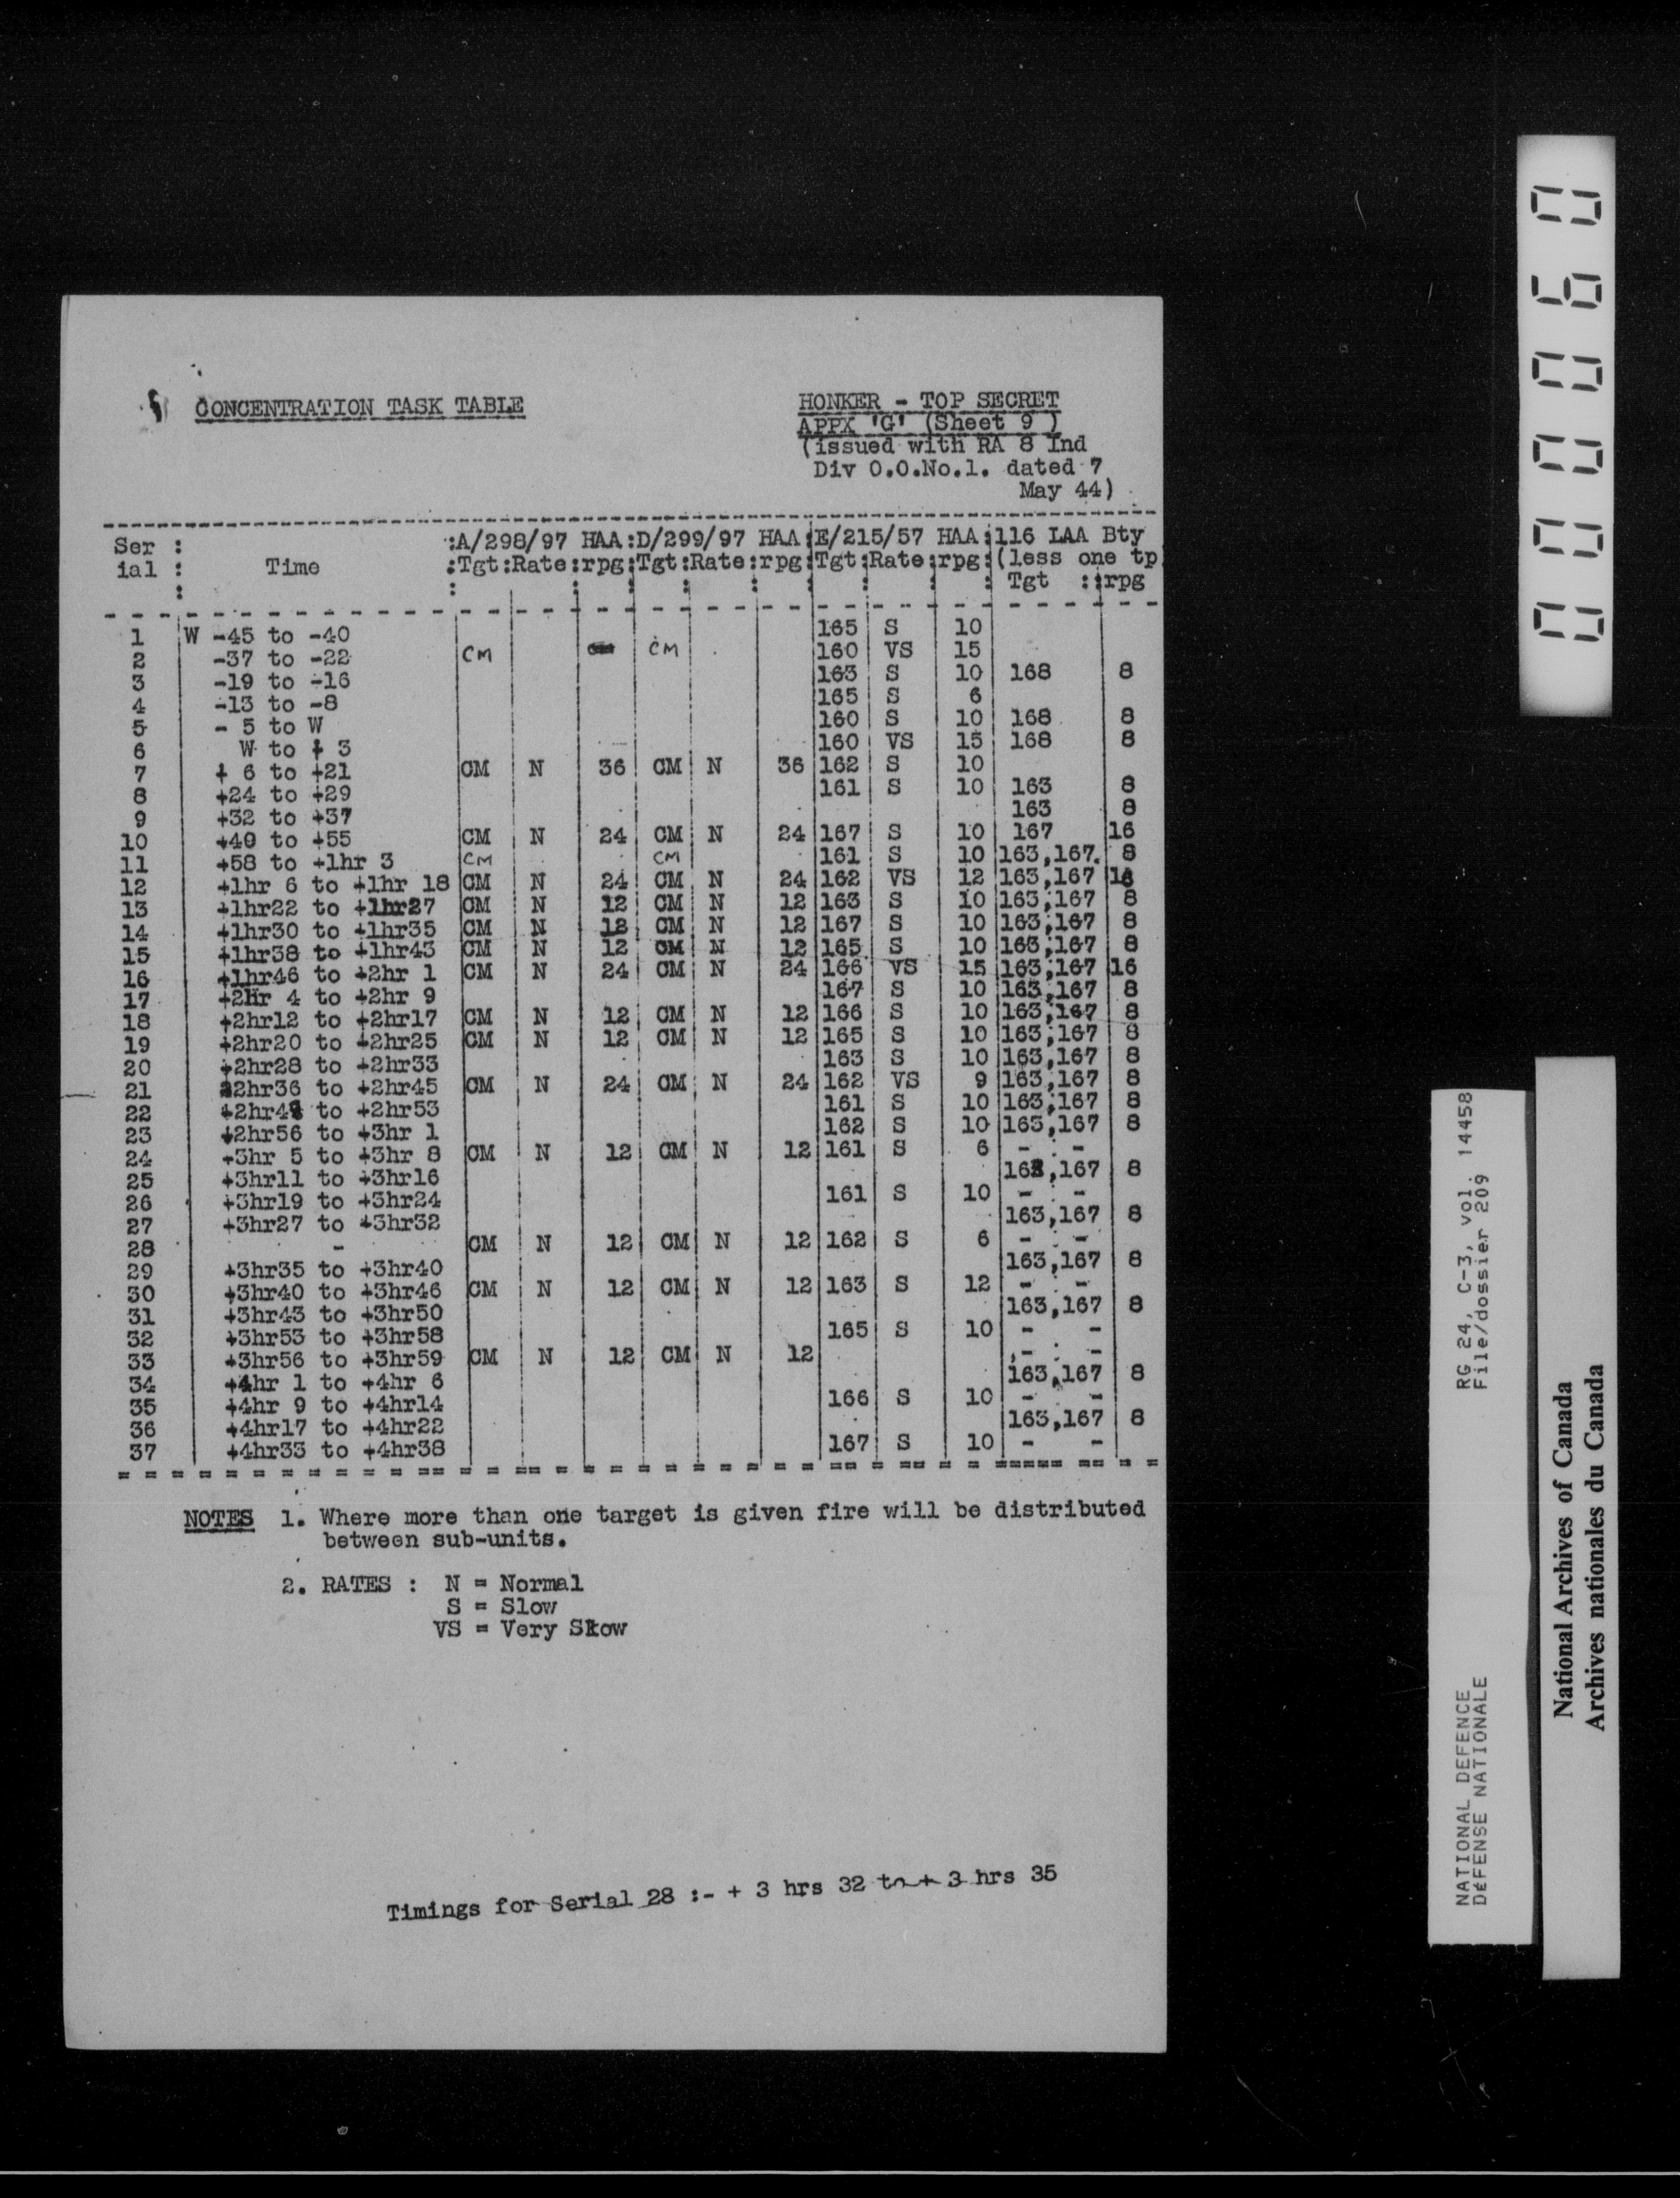 CONCENTRATION TASK TABLE
HONKER - TOP SECRET
APPX 'G' (Sheet 9 )
(issued with RA 8 Ind
Div O.O.No.1. dated 7
May 44)
Ser : :A/298/97 HAA:D/299/97 HAA:E/215/57 HAA:116 LAA Bty
ial : Time :Tgt:Rate:rpg:Tgt:Rate:rpg:Tgt:Rate:rpg:(less one tp
: : : : : : : : : : : Tgt ::rpg
1 W -45 to -40 165 S 10
2 -37 to -22 CM CM 160 VS 15
3 -19 to -16 163 S 10 168 8
4 -13 to -8 165 S 6
5 - 5 to W 160 S 10 168 8
6 W to + 3 160 VS 15 168 8
7 + 6 to +21 CM N 36 CM N 36 162 S 10
8 +24 to +29 161 S 10 163 8
9 +32 to +37 163 8
10 +40 to +55 CM N 24 CM N 24 167 S 10 167 16
11 +58 to +1hr 3 CM CM 161 S 10 163,167. 8
12 +1hr 6 to +1hr 18 CM N 24 CM N 24 162 VS 12 163,167 16
13 +1hr22 to +1hr27 CM N 12 CM N 12 163 S 10 163,167 8
14 +1hr30 to +1hr35 CM N 12 CM N 12 167 S 10 163,167 8
15 +1hr38 to +1hr43 CM N 12 CM N 12 165 S 10 163,167 8
16 +1hr46 to +2hr 1 CM N 24 CM N 24 166 VS 15 163,167 16
17 +2Hr 4 to +2hr 9 167 S 10 163,167 8
18 +2hr12 to +2hr17 CM N 12 CM N 12 166 S 10 163,167 8
19 +2hr20 to +2hr25 CM N 12 CM N 12 165 S 10 163,167 8
20 +2hr28 to +2hr33 163 S 10 163,167 8
21 +2hr36 to +2hr45 CM N 24 CM N 24 162 VS 9 163,167 8
22 +2hr48 to +2hr53 161 S 10 163,167 8
23 +2hr56 to +3hr 1 162 S 10 163,167 8
24 +3hr 5 to +3hr 8 CM N 12 CM N 12 161 S 6 - -
25 +3hr11 to +3hr16 163,167 8
26 +3hr19 to +3hr24 161 S 10 - -
27 +3hr27 to +3hr32 163,167 8
28 - CM N 12 CM N 12 162 S 6 - -
29 +3hr35 to +3hr40 163,167 8
30 +3hr40 to +3hr46 CM N 12 CM N 12 163 S 12 - -
31 +3hr43 to +3hr50 163,167 8
32 +3hr53 to +3hr58 165 S 10 - -
33 +3hr56 to +3hr59 CM N 12 CM N 12 - -
34 +4hr 1 to +4hr 6 163,167 8
35 +4hr 9 to +4hr14 166 S 10 - -
36 +4hr17 to +4hr22 163,167 8
37 +4hr33 to +4hr38 167 S 10 - -
NOTES 1. Where more than one target is given fire will be distributed
between sub-units.
2. RATES : N = Normal
S = Slow
VS = Very Slow
Timings for Serial 28 :- + 3 hrs 32 to + 3 hrs 35
000060
NATIONAL DEFENCE RG 24, C-3, vol. 14458
DÉFENSE NATIONALE File/dossier 209
National Archives of Canada
Archives nationales du Canada